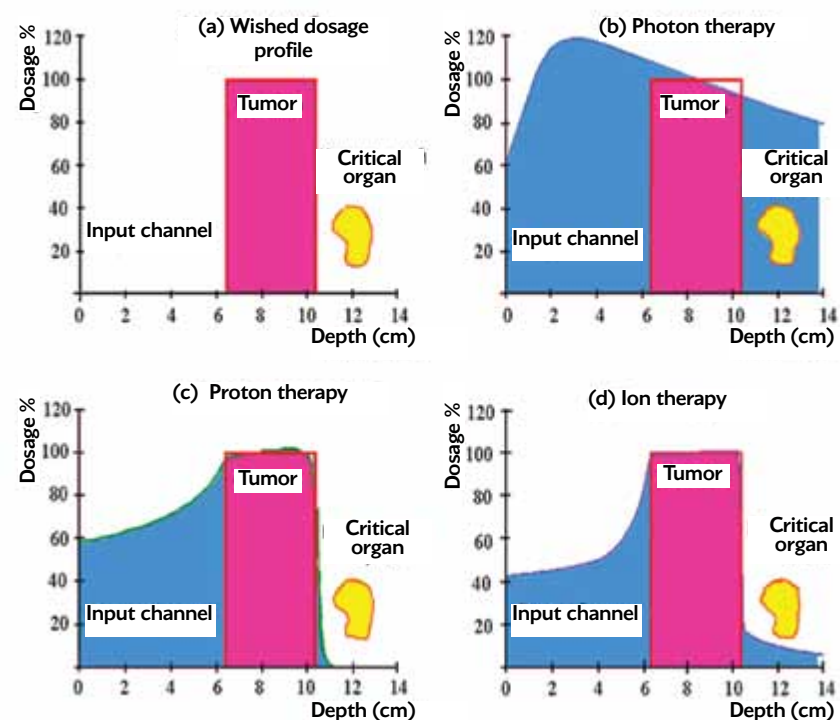 (a) Wished dosage
profile
Dosage %
120
100
80
60
40
20
Tumor
Critical
organ
Input channel
0 2 4 6 8 10 12 14
Depth (cm)
(b) Photon therapy
Dosage %
120
100
80
60
40
20
Tumor
Critical
organ
Input channel
0 2 4 6 8 10 12 14
Depth (cm)
(c) Proton therapy
Dosage %
120
100
80
60
40
20
Tumor
Critical
organ
Input channel
0 2 4 6 8 10 12 14
Depth (cm)
(d) Ion therapy
Dosage %
120
100
80
60
40
20
Tumor
Critical
organ
Input channel
0 2 4 6 8 10 12 14
Depth (cm)